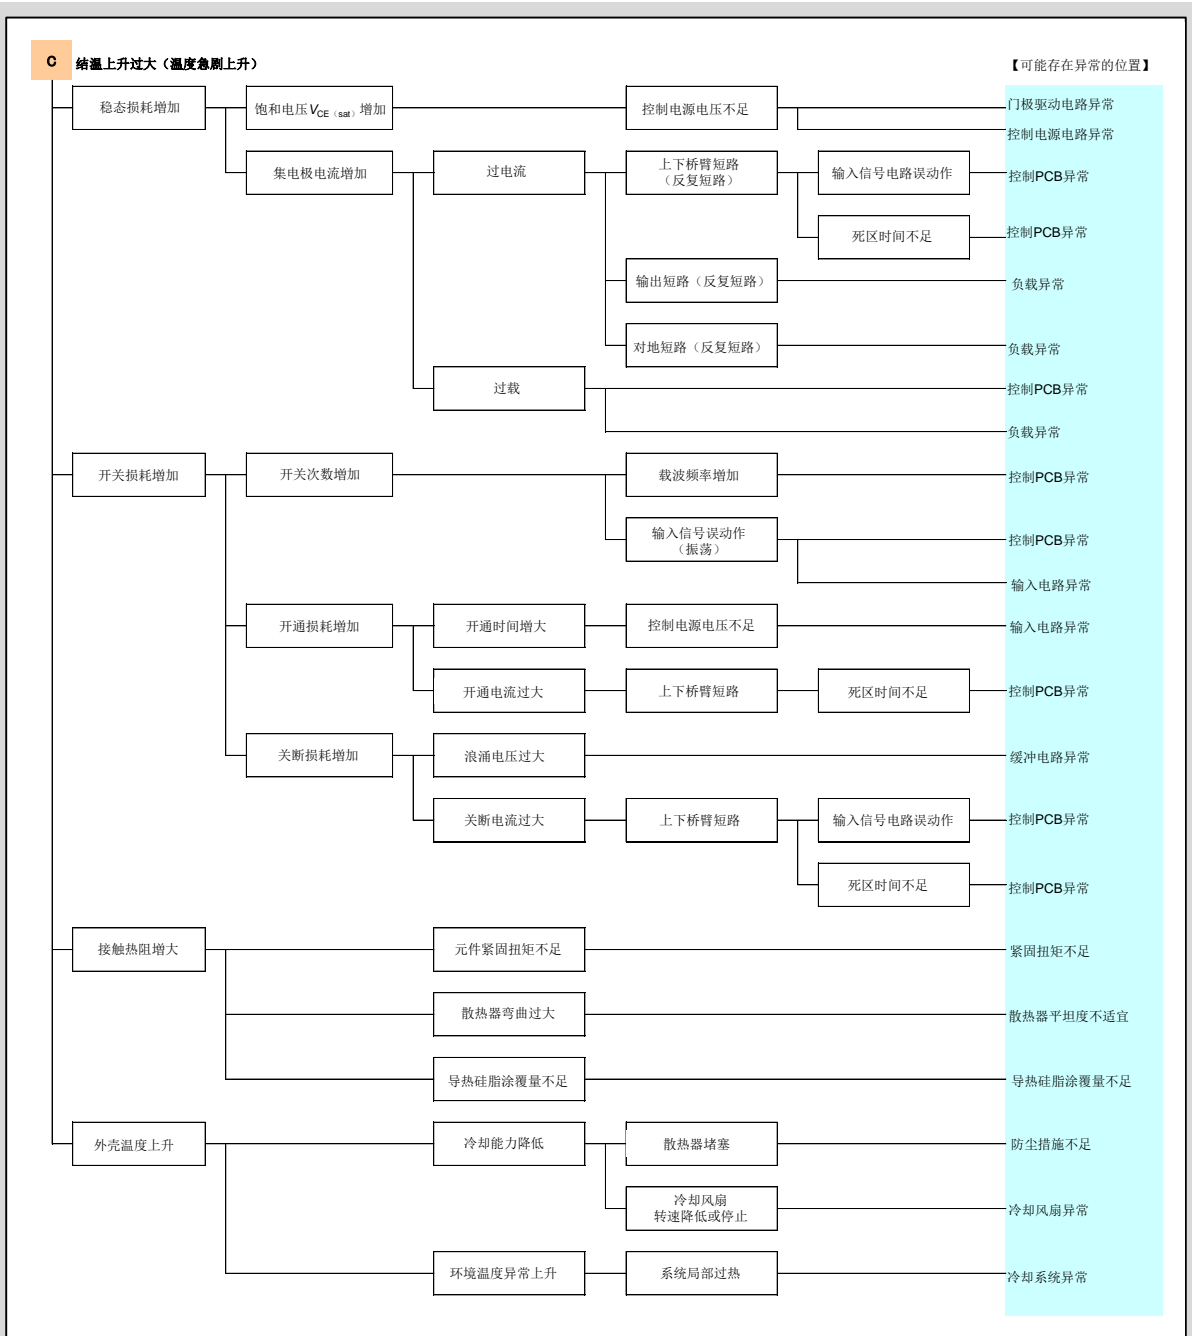 C 结温上升过大（温度急剧上升）
【可能存在异常的位置】
稳态损耗增加
饱和电压VCE（sat）增加
控制电源电压不足
门极驱动电路异常
控制电源电路异常
集电极电流增加
过电流
上下桥臂短路
（反复短路）
输入信号电路误动作
控制PCB异常
死区时间不足
控制PCB异常
输出短路（反复短路）
负载异常
对地短路（反复短路）
负载异常
过载
控制PCB异常
负载异常
开关损耗增加
开关次数增加
载波频率增加
控制PCB异常
输入信号误动作
（振荡）
控制PCB异常
输入电路异常
开通损耗增加
开通时间增大
控制电源电压不足
输入电路异常
开通电流过大
上下桥臂短路
死区时间不足
控制PCB异常
关断损耗增加
浪涌电压过大
缓冲电路异常
关断电流过大
上下桥臂短路
输入信号电路误动作
控制PCB异常
死区时间不足
控制PCB异常
接触热阻增大
元件紧固扭矩不足
紧固扭矩不足
散热器弯曲过大
散热器平坦度不适宜
导热硅脂涂覆量不足
导热硅脂涂覆量不足
外壳温度上升
冷却能力降低
散热器堵塞
防尘措施不足
冷却风扇
转速降低或停止
冷却风扇异常
环境温度异常上升
系统局部过热
冷却系统异常